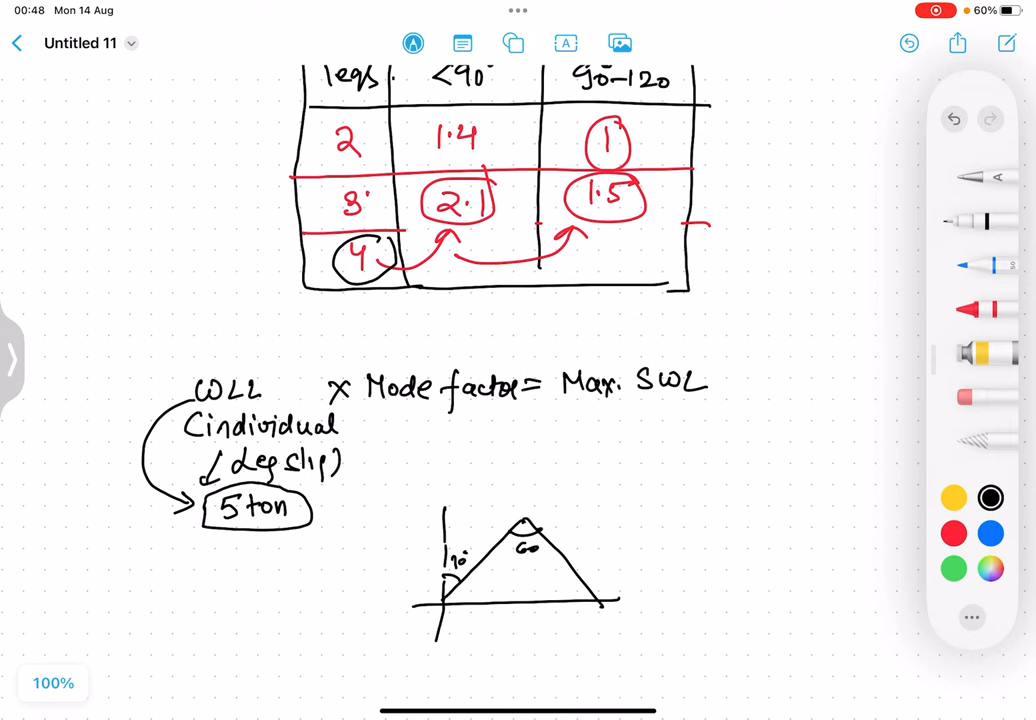 00:48 Mon 14 Aug
60%
Untitled 11
legs. <90° 90-120
2 1.4 1
3 2.1 1.5
4
WLL x Mode factor = Max. SWL
Cindividual
leg slip)
5 ton
90°
60
100%